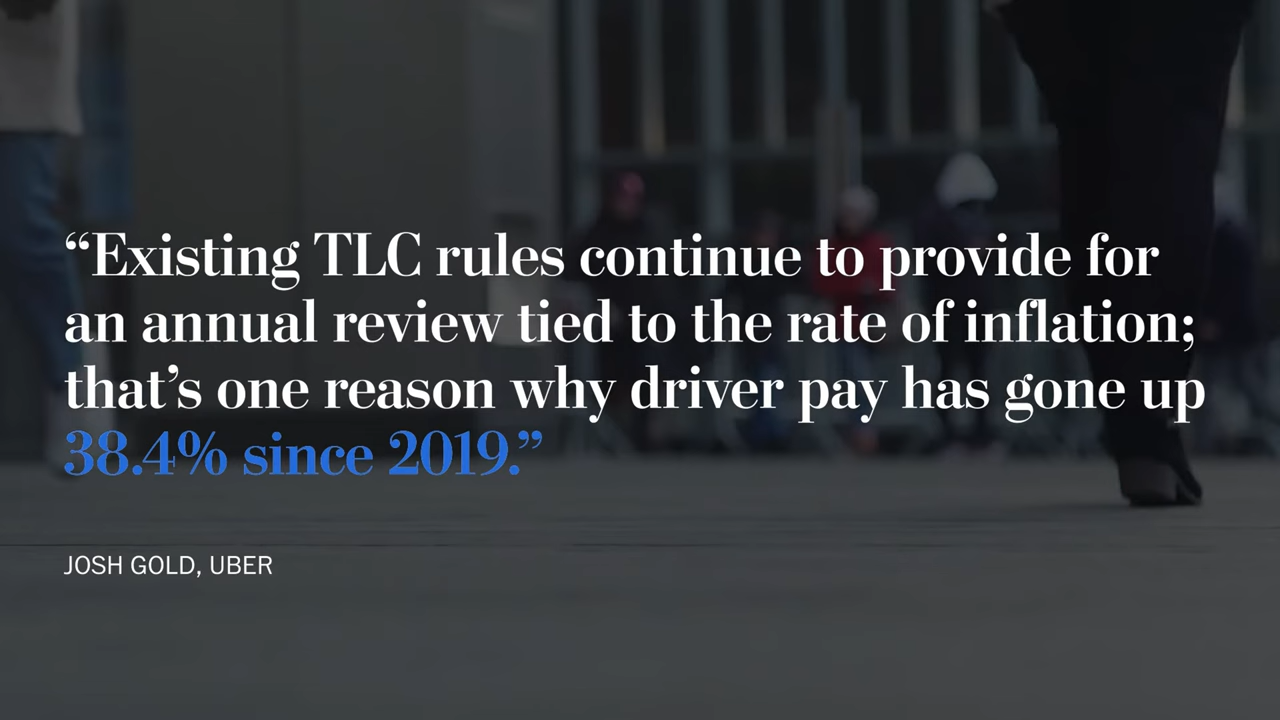 “Existing TLC rules continue to provide for
an annual review tied to the rate of inflation;
that’s one reason why driver pay has gone up
38.4% since 2019.”
JOSH GOLD, UBER